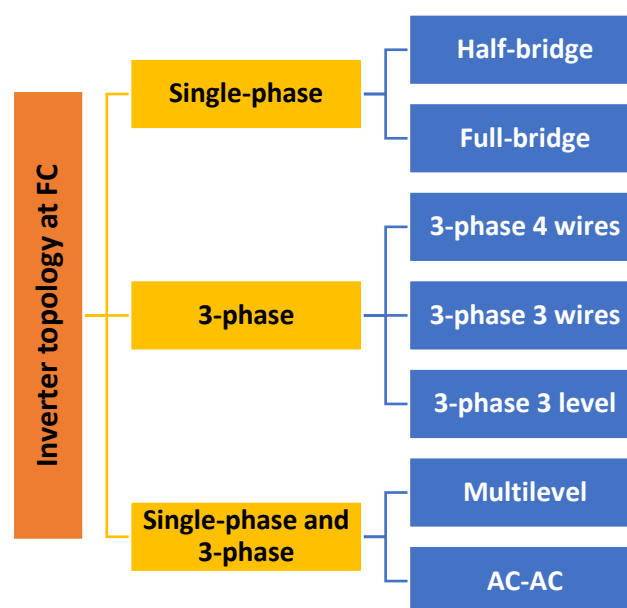 Inverter topology at FC
Single-phase
Half-bridge
Full-bridge
3-phase
3-phase 4 wires
3-phase 3 wires
3-phase 3 level
Single-phase and
3-phase
Multilevel
AC-AC